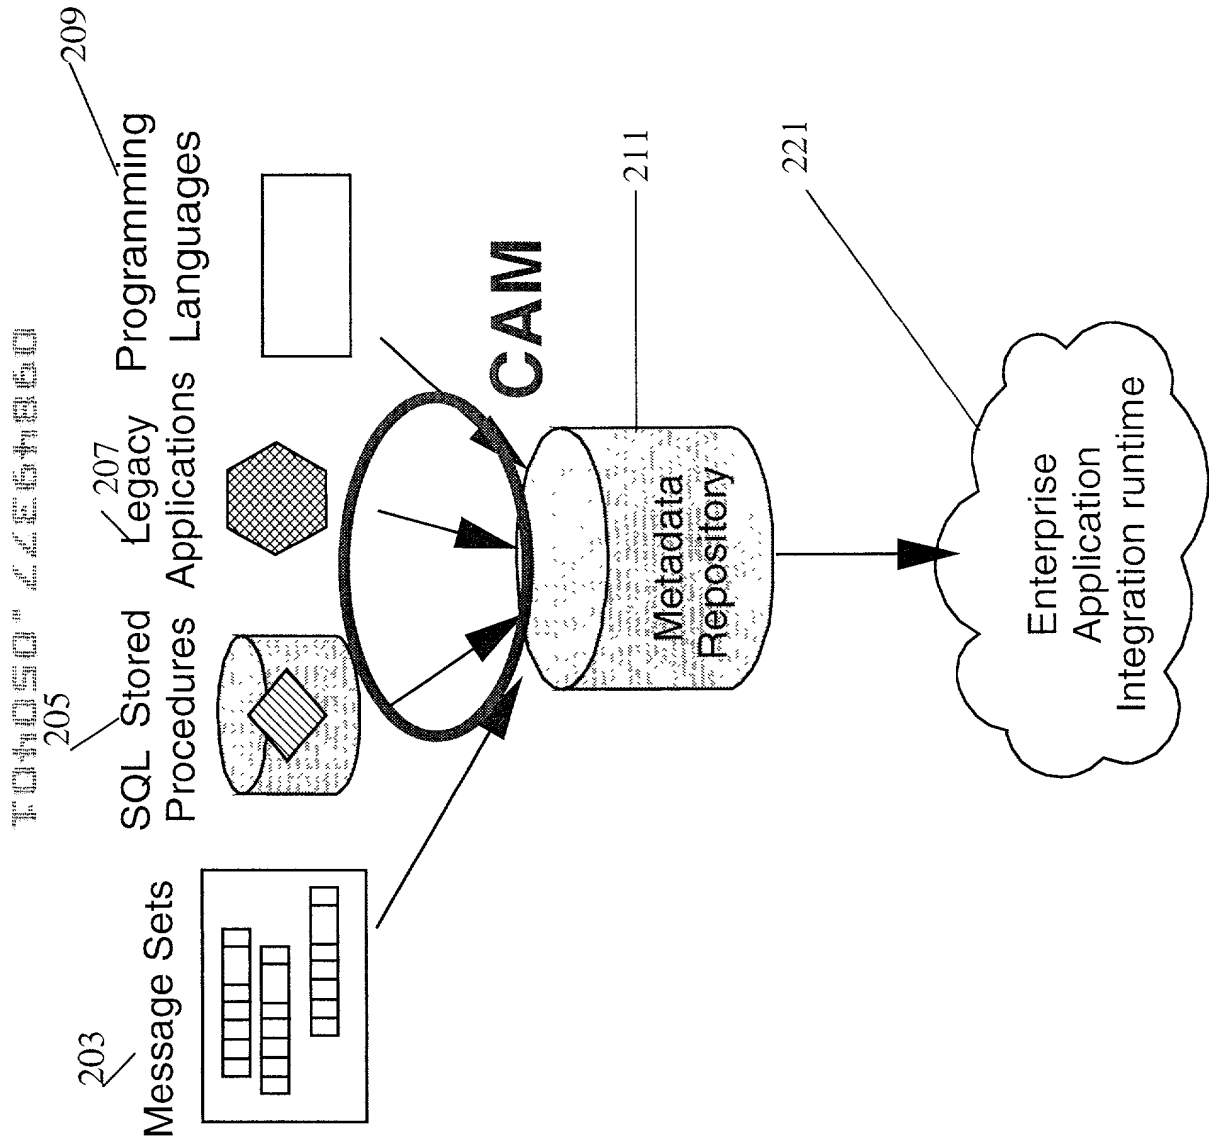 203
Message Sets
205
SQL Stored
Procedures
207
Legacy
Applications
209
Programming
Languages
CAM
211
Metadata
Repository
221
Enterprise
Application
Integration runtime